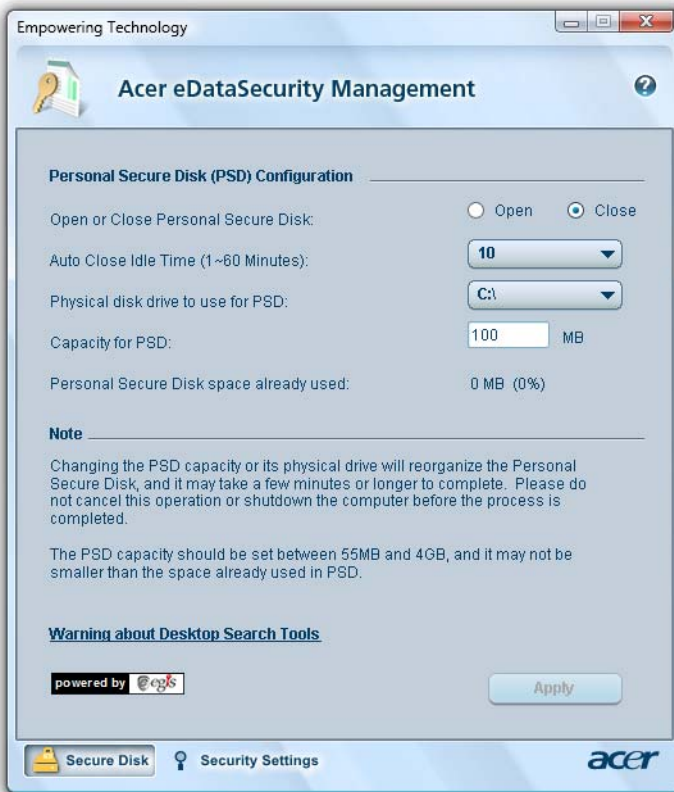 Empowering Technology
Acer eDataSecurity Management
Personal Secure Disk (PSD) Configuration
Open or Close Personal Secure Disk: Open Close
Auto Close Idle Time (1~60 Minutes): 10
Physical disk drive to use for PSD: C:\
Capacity for PSD: 100 MB
Personal Secure Disk space already used: 0 MB (0%)
Note
Changing the PSD capacity or its physical drive will reorganize the Personal
Secure Disk, and it may take a few minutes or longer to complete. Please do
not cancel this operation or shutdown the computer before the process is
completed.
The PSD capacity should be set between 55MB and 4GB, and it may not be
smaller than the space already used in PSD.
Warning about Desktop Search Tools
powered by egis
Apply
Secure Disk Security Settings acer